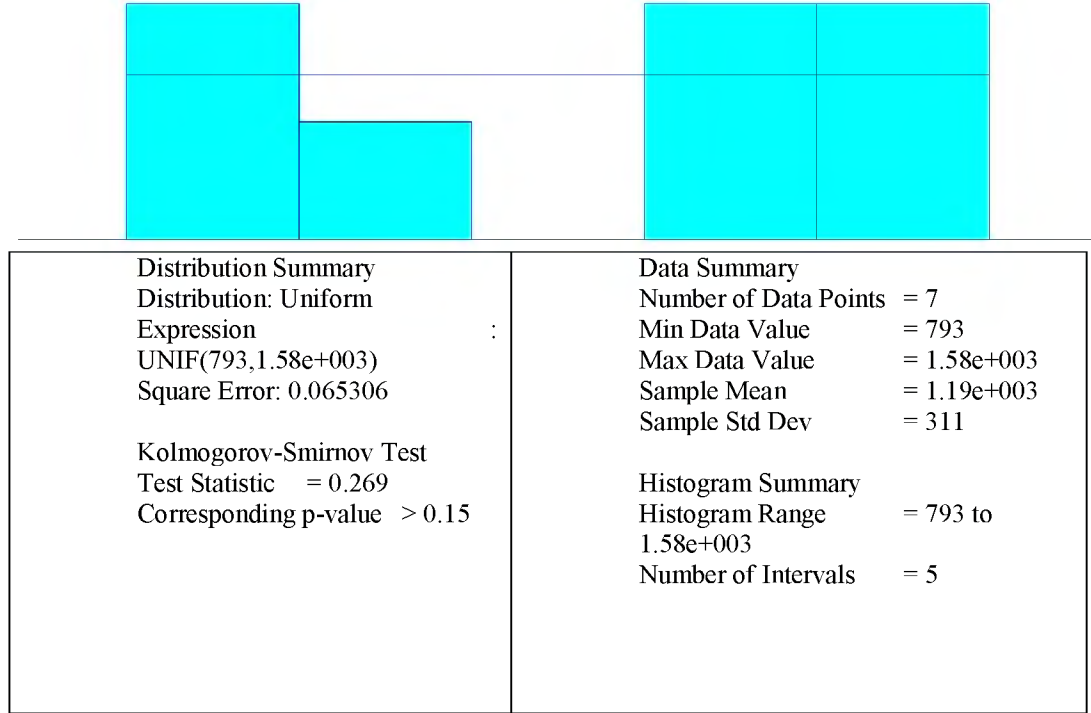 Distribution Summary
Distribution: Uniform
Expression :
UNIF(793,1.58e+003)
Square Error: 0.065306
Kolmogorov-Smirnov Test
Test Statistic = 0.269
Corresponding p-value > 0.15
Data Summary
Number of Data Points = 7
Min Data Value = 793
Max Data Value = 1.58e+003
Sample Mean = 1.19e+003
Sample Std Dev = 311
Histogram Summary
Histogram Range = 793 to
1.58e+003
Number of Intervals = 5